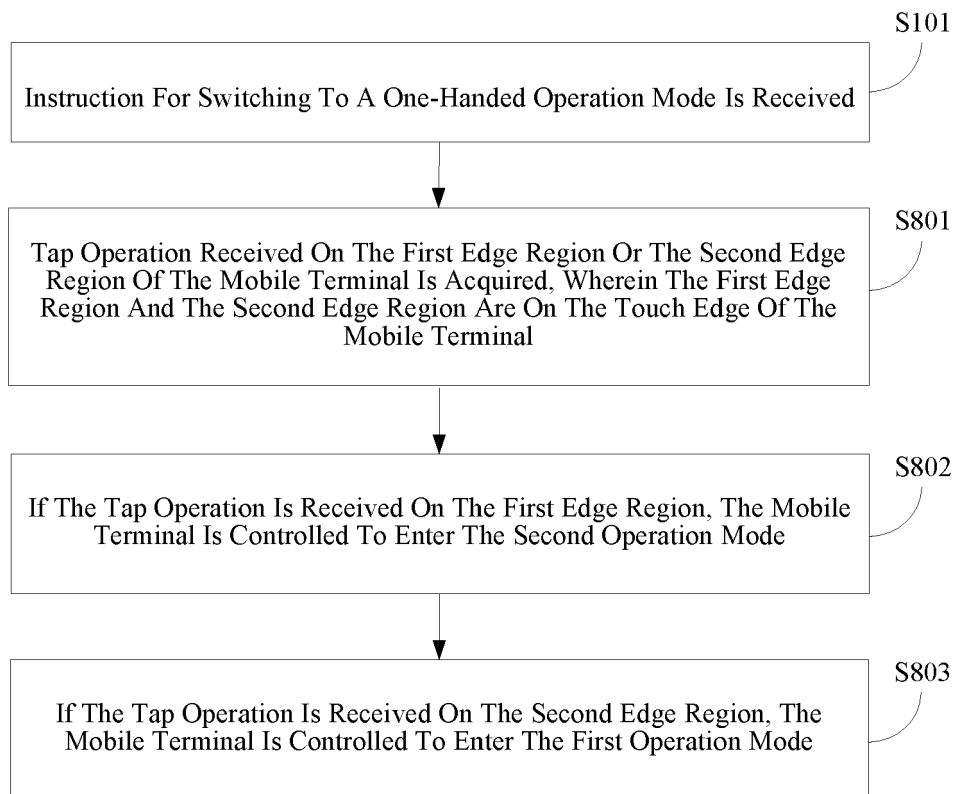 S101
Instruction For Switching To A One-Handed Operation Mode Is Received
S801
Tap Operation Received On The First Edge Region Or The Second Edge
Region Of The Mobile Terminal Is Acquired, Wherein The First Edge
Region And The Second Edge Region Are On The Touch Edge Of The
Mobile Terminal
S802
If The Tap Operation Is Received On The First Edge Region, The Mobile
Terminal Is Controlled To Enter The Second Operation Mode
S803
If The Tap Operation Is Received On The Second Edge Region, The
Mobile Terminal Is Controlled To Enter The First Operation Mode